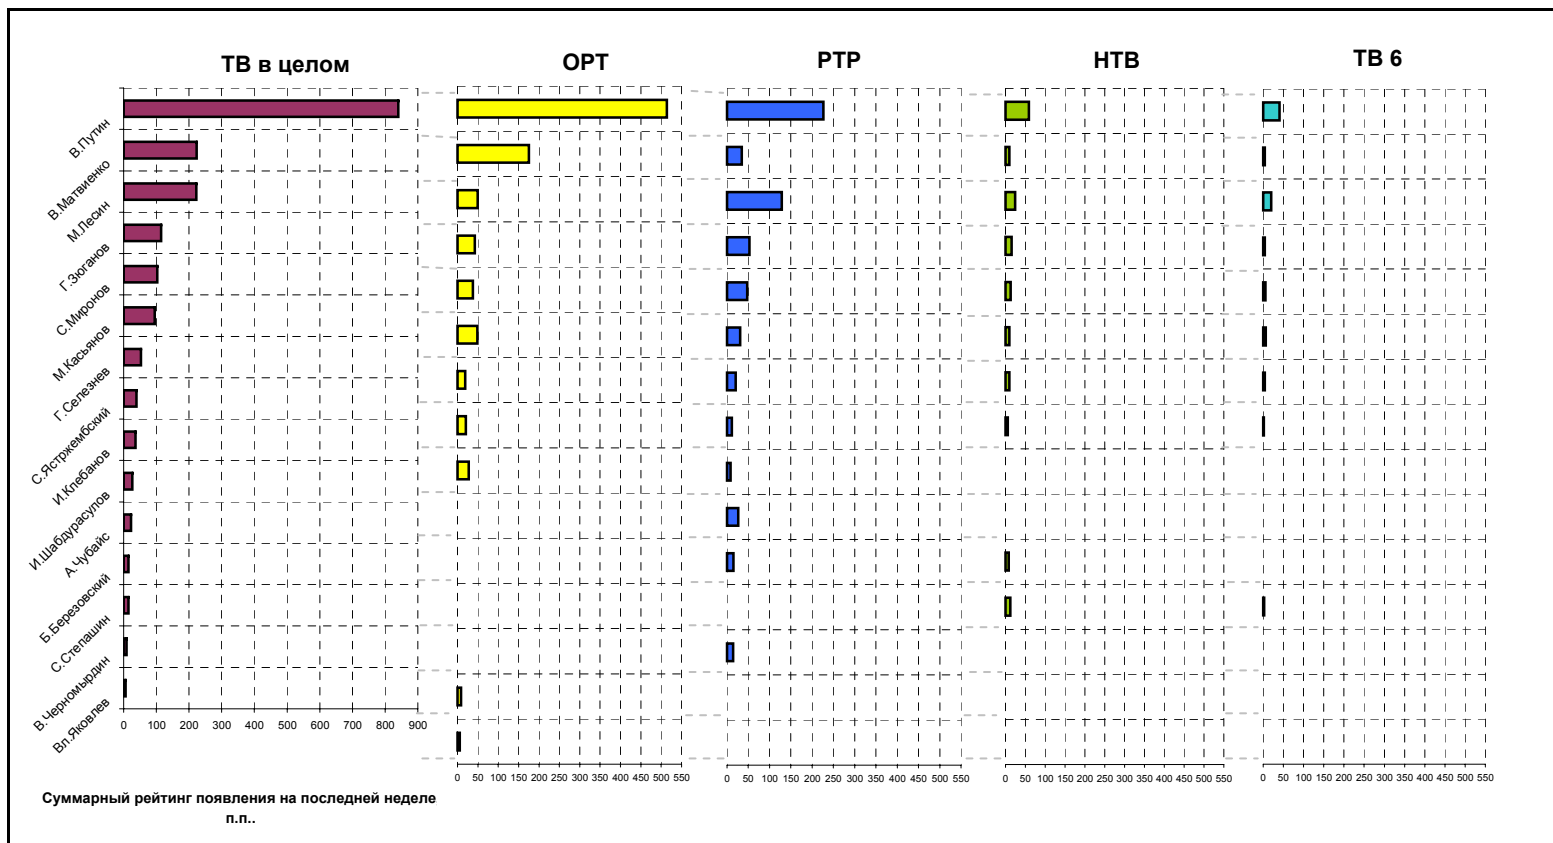 ТВ в целом
ОРТ
РТР
НТВ
ТВ 6
В.Путин
В.Матвиенко
М.Лесин
Г.Зюганов
С.Миронов
М.Касьянов
Г.Селезнев
С.Ястржембский
И.Клебанов
И.Шабдурасулов
А.Чубайс
Б.Березовский
С.Степашин
В.Черномырдин
Вл.Яковлев
0 100 200 300 400 500 600 700 800 900
0 50 100 150 200 250 300 350 400 450 500 550
0 50 100 150 200 250 300 350 400 450 500 550
0 50 100 150 200 250 300 350 400 450 500 550
0 50 100 150 200 250 300 350 400 450 500 550
Суммарный рейтинг появления на последней неделе
п.п..